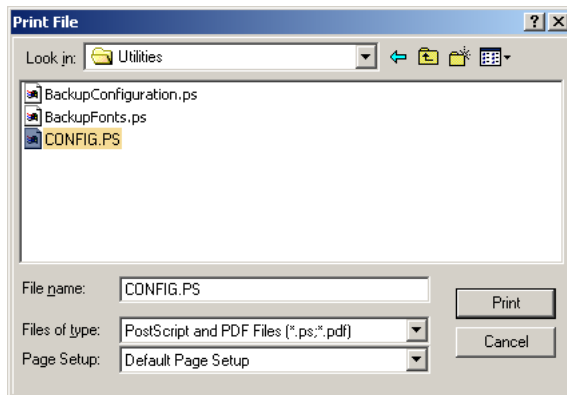 Print File
Look in: Utilities
BackupConfiguration.ps
BackupFonts.ps
CONFIG.PS
File name: CONFIG.PS
Print
Files of type: PostScript and PDF Files (*.ps;*.pdf)
Cancel
Page Setup: Default Page Setup